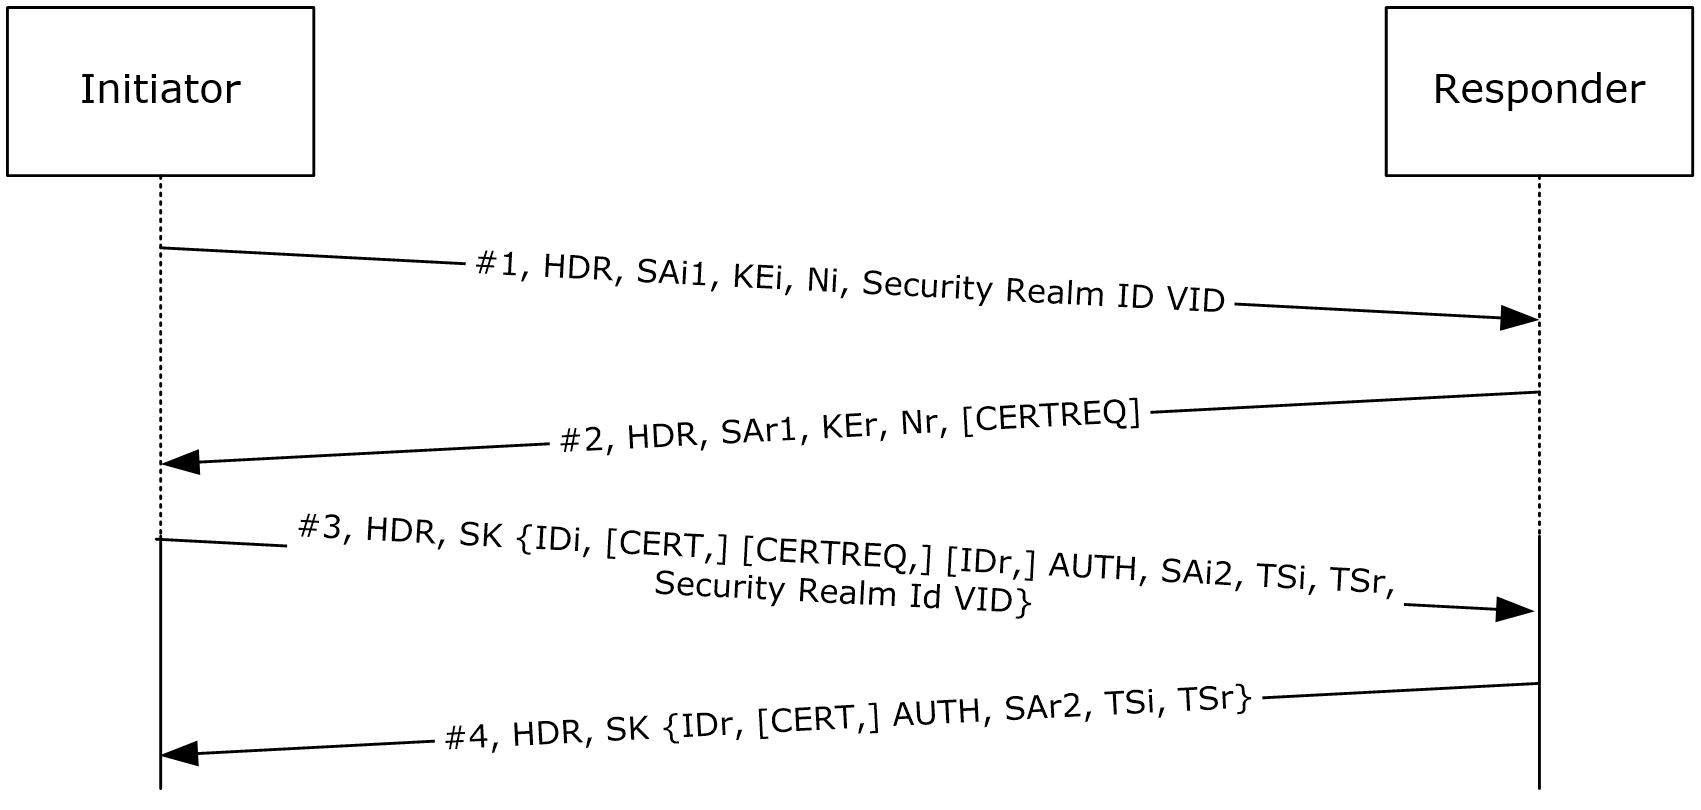 Initiator
Responder
#1, HDR, SAi1, KEi, Ni, Security Realm ID VID
#2, HDR, SAr1, KEr, Nr, [CERTREQ]
#3, HDR, SK {IDi, [CERT,] [CERTREQ,] [IDr,] AUTH, SAi2, TSi, TSr,
Security Realm Id VID}
#4, HDR, SK {IDr, [CERT,] AUTH, SAr2, TSi, TSr}